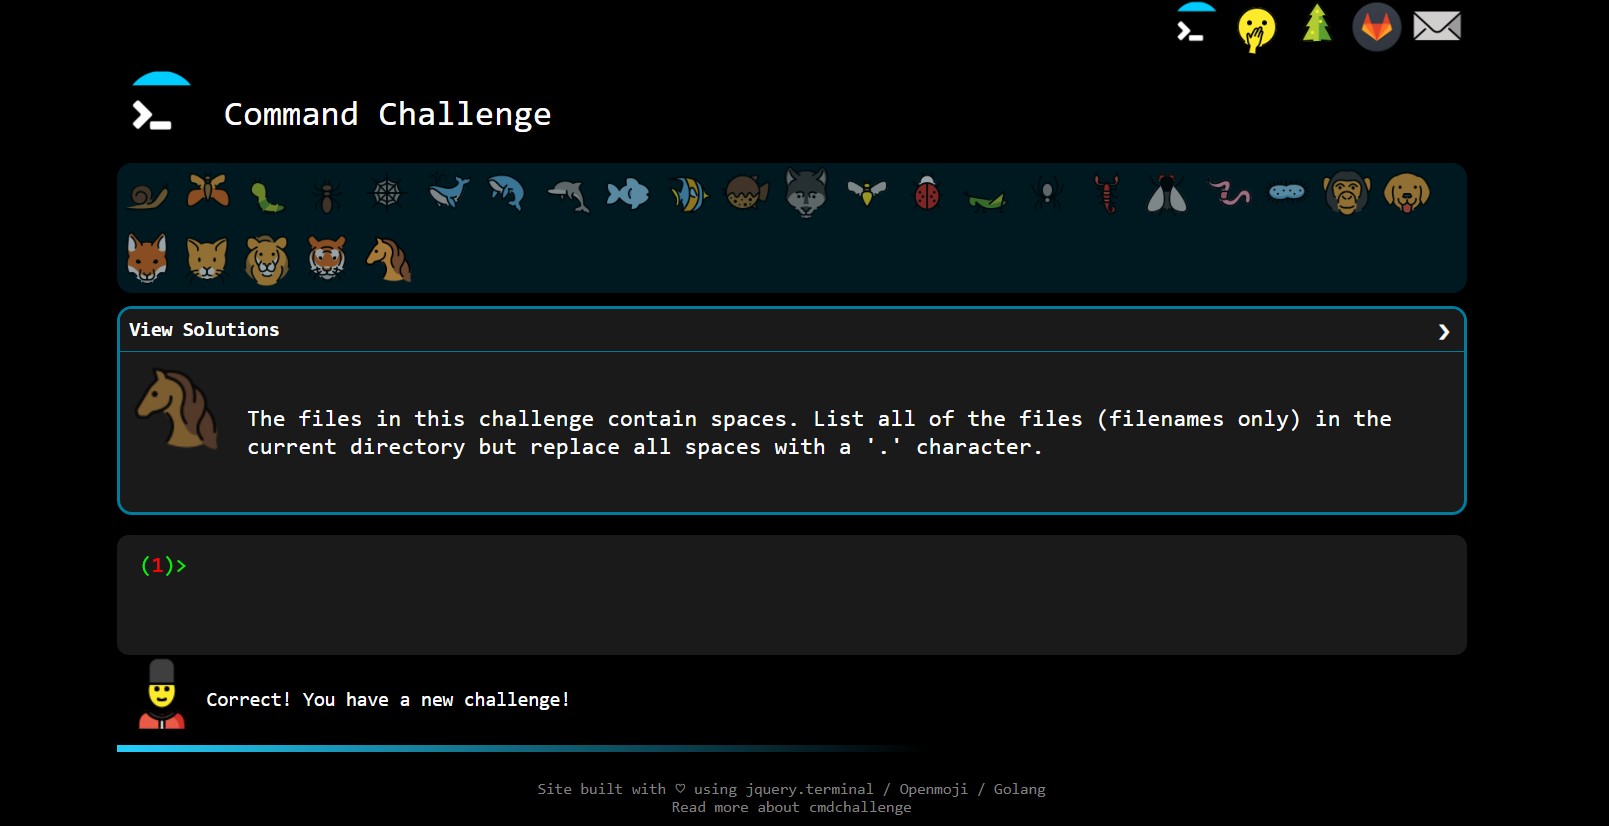 Command Challenge
View Solutions
The files in this challenge contain spaces. List all of the files (filenames only) in the
current directory but replace all spaces with a '.' character.
(1)>
Correct! You have a new challenge!
Site built with ♡ using jquery.terminal / Openmoji / Golang
Read more about cmdchallenge